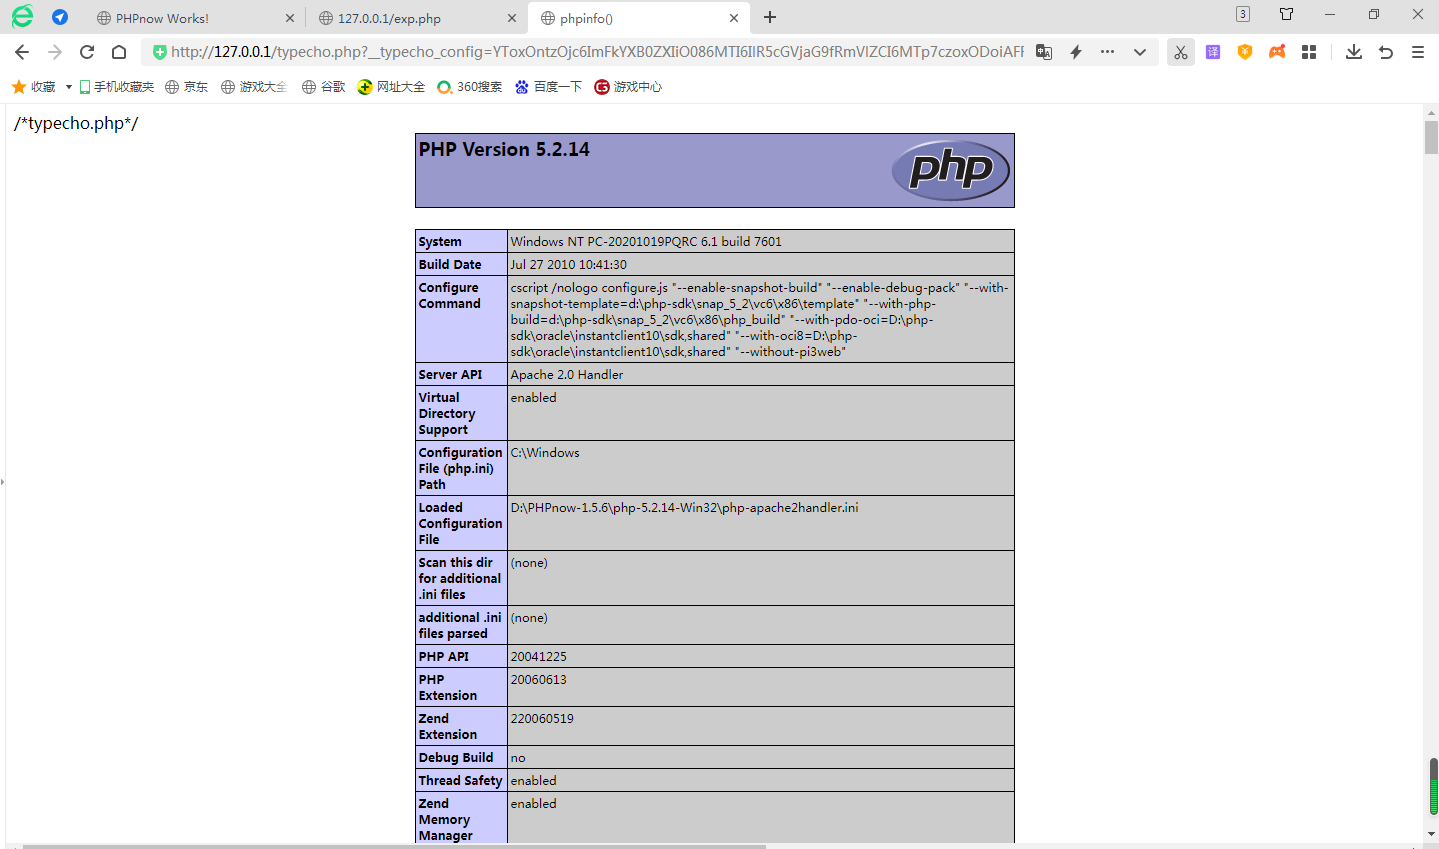 PHPnow Works!
127.0.0.1/exp.php
phpinfo()
3
http://127.0.0.1/typecho.php?__typecho_config=YToxOntzOjc6ImFkYXB0ZXIiO086MTI6IlR5cGVjaG9fRmVlZCI6MTp7czoxODoiAFF
译
收藏
手机收藏夹
京东
游戏大全
谷歌
网址大全
360搜索
百度一下
游戏中心
/*typecho.php*/
PHP Version 5.2.14
php
System
Windows NT PC-20201019PQRC 6.1 build 7601
Build Date
Jul 27 2010 10:41:30
Configure
Command
cscript /nologo configure.js "--enable-snapshot-build" "--enable-debug-pack" "--with-
snapshot-template=d:\php-sdk\snap_5_2\vc6\x86\template" "--with-php-
build=d:\php-sdk\snap_5_2\vc6\x86\php_build" "--with-pdo-oci=D:\php-
sdk\oracle\instantclient10\sdk,shared" "--with-oci8=D:\php-
sdk\oracle\instantclient10\sdk,shared" "--without-pi3web"
Server API
Apache 2.0 Handler
Virtual
Directory
Support
enabled
Configuration
File (php.ini)
Path
C:\Windows
Loaded
Configuration
File
D:\PHPnow-1.5.6\php-5.2.14-Win32\php-apache2handler.ini
Scan this dir
for additional
.ini files
(none)
additional .ini
files parsed
(none)
PHP API
20041225
PHP
Extension
20060613
Zend
Extension
220060519
Debug Build
no
Thread Safety
enabled
Zend
Memory
Manager
enabled